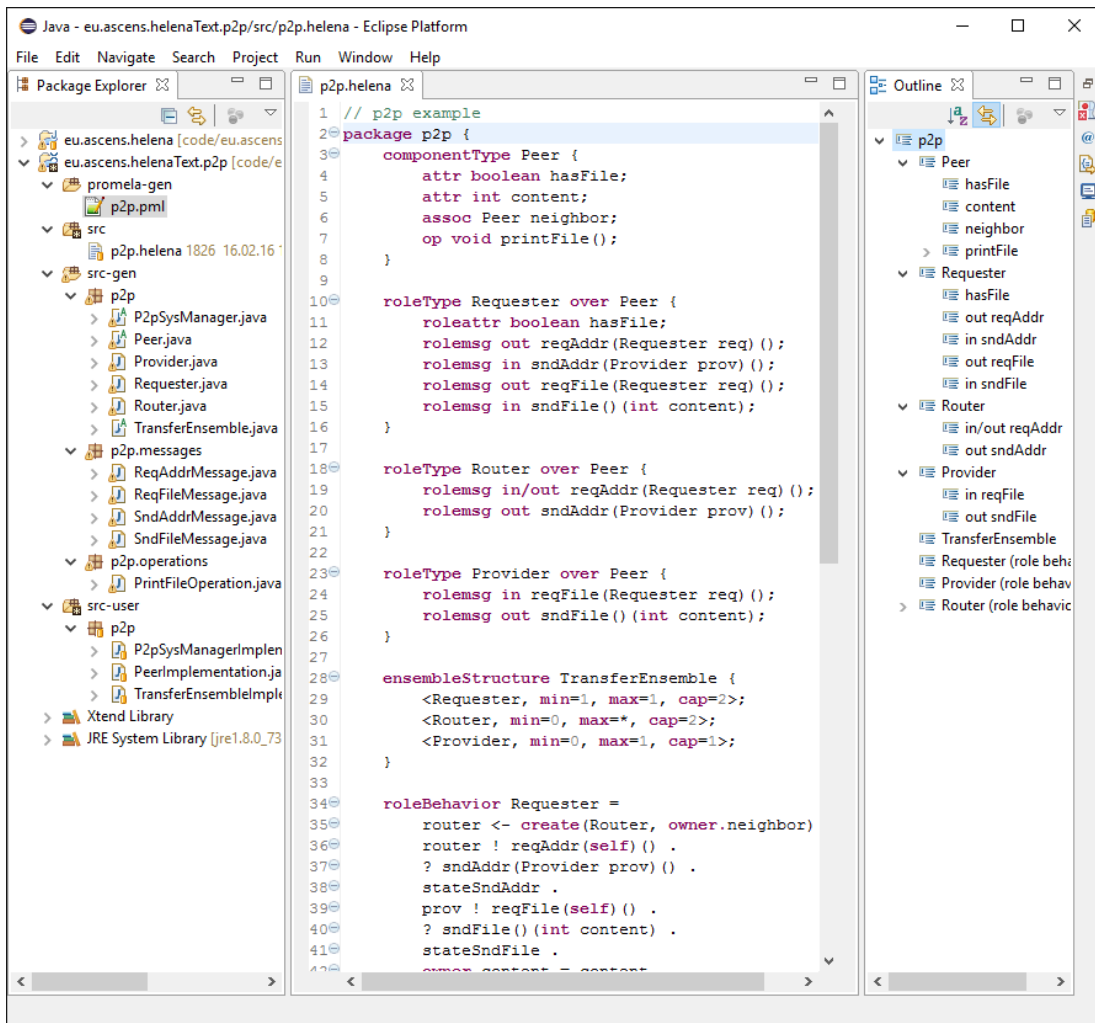 Java - eu.ascens.helenaText.p2p/src/p2p.helena - Eclipse Platform
File Edit Navigate Search Project Run Window Help
Package Explorer
eu.ascens.helena [code/eu.ascens
eu.ascens.helenaText.p2p [code/e
promela-gen
p2p.pml
src
p2p.helena 1826 16.02.16
src-gen
p2p
P2pSysManager.java
Peer.java
Provider.java
Requester.java
Router.java
TransferEnsemble.java
p2p.messages
ReqAddrMessage.java
ReqFileMessage.java
SndAddrMessage.java
SndFileMessage.java
p2p.operations
PrintFileOperation.java
src-user
p2p
P2pSysManagerImplen
PeerImplementation.ja
TransferEnsembleImple
Xtend Library
JRE System Library [jre1.8.0_73
p2p.helena
1 // p2p example
2 package p2p {
3 componentType Peer {
4 attr boolean hasFile;
5 attr int content;
6 assoc Peer neighbor;
7 op void printFile();
8 }
9
10 roleType Requester over Peer {
11 roleattr boolean hasFile;
12 rolemsg out reqAddr(Requester req)();
13 rolemsg in sndAddr(Provider prov)();
14 rolemsg out reqFile(Requester req)();
15 rolemsg in sndFile()(int content);
16 }
17
18 roleType Router over Peer {
19 rolemsg in/out reqAddr(Requester req)();
20 rolemsg out sndAddr(Provider prov)();
21 }
22
23 roleType Provider over Peer {
24 rolemsg in reqFile(Requester req)();
25 rolemsg out sndFile()(int content);
26 }
27
28 ensembleStructure TransferEnsemble {
29 <Requester, min=1, max=1, cap=2>;
30 <Router, min=0, max=*, cap=2>;
31 <Provider, min=0, max=1, cap=1>;
32 }
33
34 roleBehavior Requester =
35 router <- create(Router, owner.neighbor)
36 router ! reqAddr(self)() .
37 ? sndAddr(Provider prov)() .
38 stateSndAddr .
39 prov ! reqFile(self)() .
40 ? sndFile()(int content) .
41 stateSndFile .
42 owner.content = content
Outline
p2p
Peer
hasFile
content
neighbor
printFile
Requester
hasFile
out reqAddr
in sndAddr
out reqFile
in sndFile
Router
in/out reqAddr
out sndAddr
Provider
in reqFile
out sndFile
TransferEnsemble
Requester (role beha
Provider (role behav
Router (role behavic